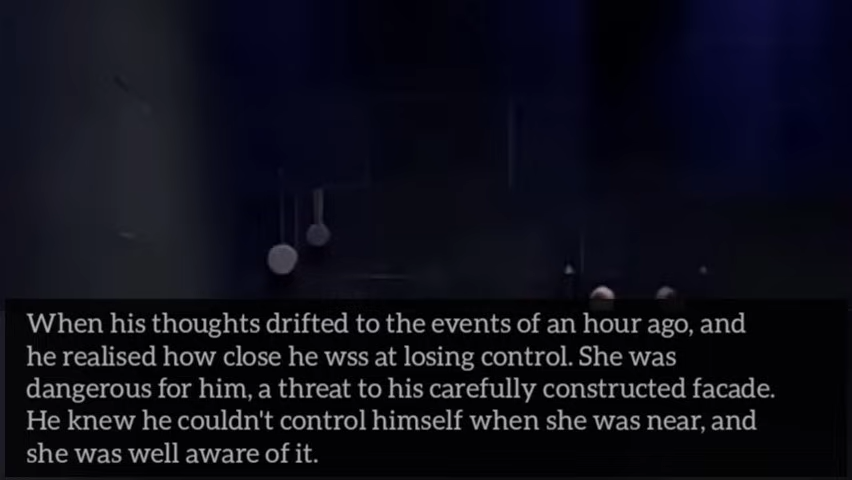 When his thoughts drifted to the events of an hour ago, and
he realised how close he wss at losing control. She was
dangerous for him, a threat to his carefully constructed facade.
He knew he couldn't control himself when she was near, and
she was well aware of it.